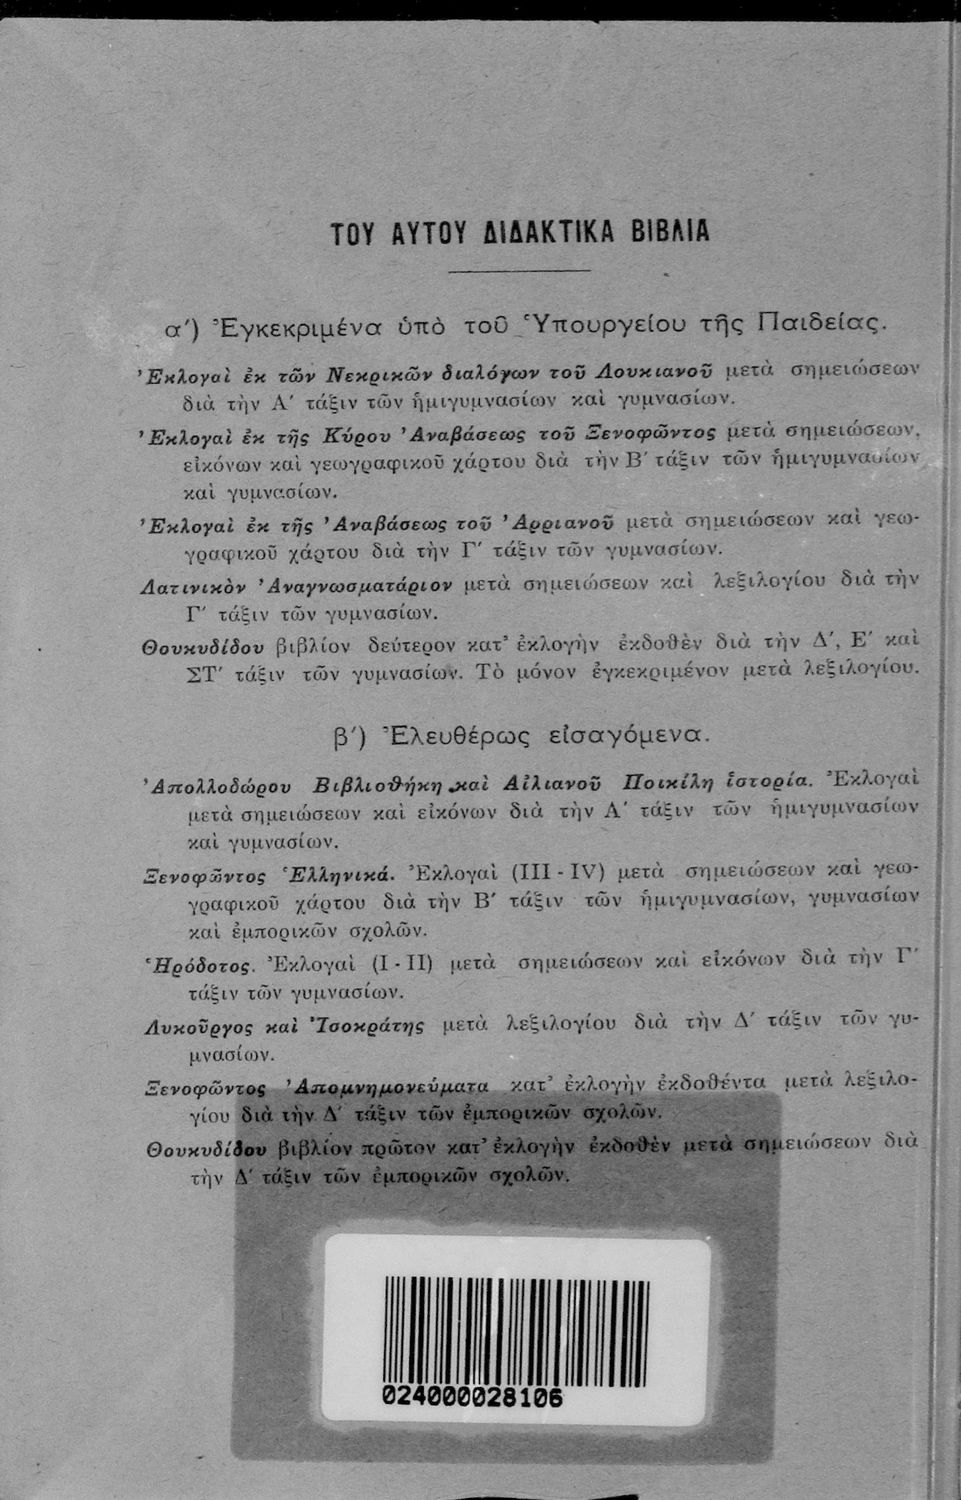 ΤΟΥ ΑΥΤΟΥ ΔΙΔΑΚΤΙΚΑ ΒΙΒΛΙΑ
α΄) Ἐγκεκριμένα ὑπὸ τοῦ Ὑπουργείου τῆς Παιδείας.
Ἐκλογαὶ ἐκ τῶν Νεκρικῶν διαλόγων τοῦ Λουκιανοῦ μετὰ σημειώσεων
διὰ τὴν Α΄ τάξιν τῶν ἡμιγυμνασίων καὶ γυμνασίων.
Ἐκλογαὶ ἐκ τῆς Κύρου Ἀναβάσεως τοῦ Ξενοφῶντος μετὰ σημειώσεων,
εἰκόνων καὶ γεωγραφικοῦ χάρτου διὰ τὴν Β΄ τάξιν τῶν ἡμιγυμνασίων
καὶ γυμνασίων.
Ἐκλογαὶ ἐκ τῆς Ἀναβάσεως τοῦ Ἀρριανοῦ μετὰ σημειώσεων καὶ γεω-
γραφικοῦ χάρτου διὰ τὴν Γ΄ τάξιν τῶν γυμνασίων.
Λατινικὸν Ἀναγνωσματάριον μετὰ σημειώσεων καὶ λεξιλογίου διὰ τὴν
Γ΄ τάξιν τῶν γυμνασίων.
Θουκυδίδου βιβλίον δεύτερον κατ᾽ ἐκλογὴν ἐκδοθὲν διὰ τὴν Δ΄, Ε΄ καὶ
ΣΤ΄ τάξιν τῶν γυμνασίων. Τὸ μόνον ἐγκεκριμένον μετὰ λεξιλογίου.
β΄) Ἐλευθέρως εἰσαγόμενα.
Ἀπολλοδώρου Βιβλιοθήκη καὶ Αἰλιανοῦ Ποικίλη ἱστορία. Ἐκλογαὶ
μετὰ σημειώσεων καὶ εἰκόνων διὰ τὴν Α΄ τάξιν τῶν ἡμιγυμνασίων
καὶ γυμνασίων.
Ξενοφῶντος Ἑλληνικά. Ἐκλογαὶ (III - IV) μετὰ σημειώσεων καὶ γεω-
γραφικοῦ χάρτου διὰ τὴν Β΄ τάξιν τῶν ἡμιγυμνασίων, γυμνασίων
καὶ ἐμπορικῶν σχολῶν.
Ἡρόδοτος. Ἐκλογαὶ (I - II) μετὰ σημειώσεων καὶ εἰκόνων διὰ τὴν Γ΄
τάξιν τῶν γυμνασίων.
Λυκοῦργος καὶ Ἰσοκράτης μετὰ λεξιλογίου διὰ τὴν Δ΄ τάξιν τῶν γυ-
μνασίων.
Ξενοφῶντος Ἀπομνημονεύματα κατ᾽ ἐκλογὴν ἐκδοθέντα μετὰ λεξιλο-
γίου διὰ τὴν Δ΄ τάξιν τῶν ἐμπορικῶν σχολῶν.
Θουκυδίδου βιβλίον πρῶτον κατ᾽ ἐκλογὴν ἐκδοθὲν μετὰ σημειώσεων διὰ
τὴν Δ΄ τάξιν τῶν ἐμπορικῶν σχολῶν.
024000028106